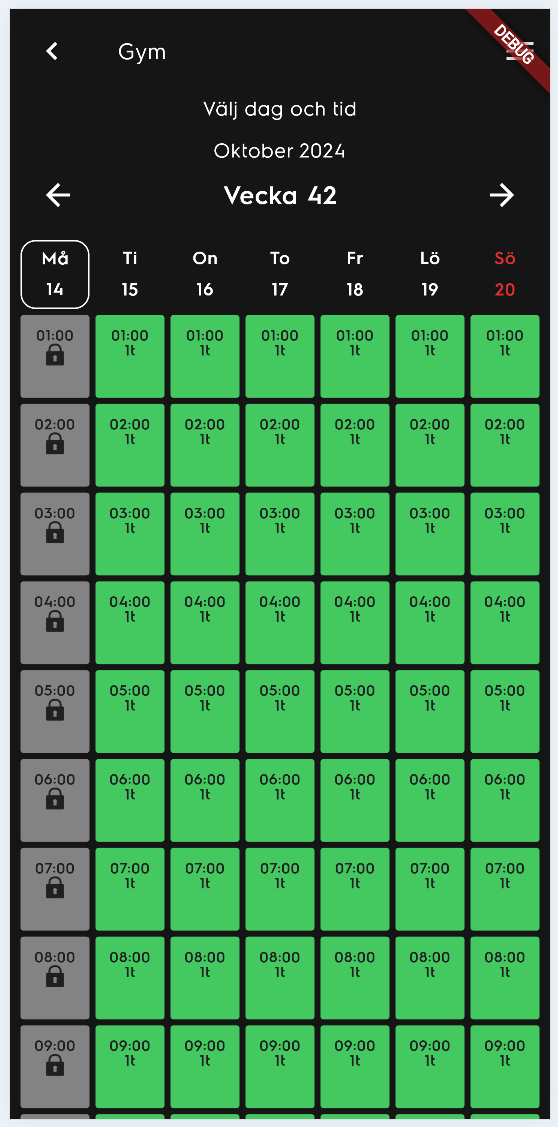 Gym
DEBUG
Välj dag och tid
Oktober 2024
Vecka 42
Må Ti On To Fr Lö Sö
14 15 16 17 18 19 20
01:00 01:00 01:00 01:00 01:00 01:00 01:00
1t 1t 1t 1t 1t 1t
02:00 02:00 02:00 02:00 02:00 02:00 02:00
1t 1t 1t 1t 1t 1t
03:00 03:00 03:00 03:00 03:00 03:00 03:00
1t 1t 1t 1t 1t 1t
04:00 04:00 04:00 04:00 04:00 04:00 04:00
1t 1t 1t 1t 1t 1t
05:00 05:00 05:00 05:00 05:00 05:00 05:00
1t 1t 1t 1t 1t 1t
06:00 06:00 06:00 06:00 06:00 06:00 06:00
1t 1t 1t 1t 1t 1t
07:00 07:00 07:00 07:00 07:00 07:00 07:00
1t 1t 1t 1t 1t 1t
08:00 08:00 08:00 08:00 08:00 08:00 08:00
1t 1t 1t 1t 1t 1t
09:00 09:00 09:00 09:00 09:00 09:00 09:00
1t 1t 1t 1t 1t 1t